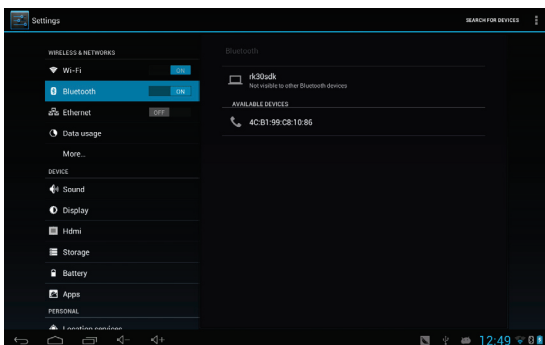 Settings
SEARCH FOR DEVICES
WIRELESS & NETWORKS
Wi-Fi ON
Bluetooth ON
Ethernet OFF
Data usage
More...
DEVICE
Sound
Display
Hdmi
Storage
Battery
Apps
PERSONAL
Location services
Bluetooth
rk30sdk
Not visible to other Bluetooth devices
AVAILABLE DEVICES
4C:B1:99:C8:10:86
12:49